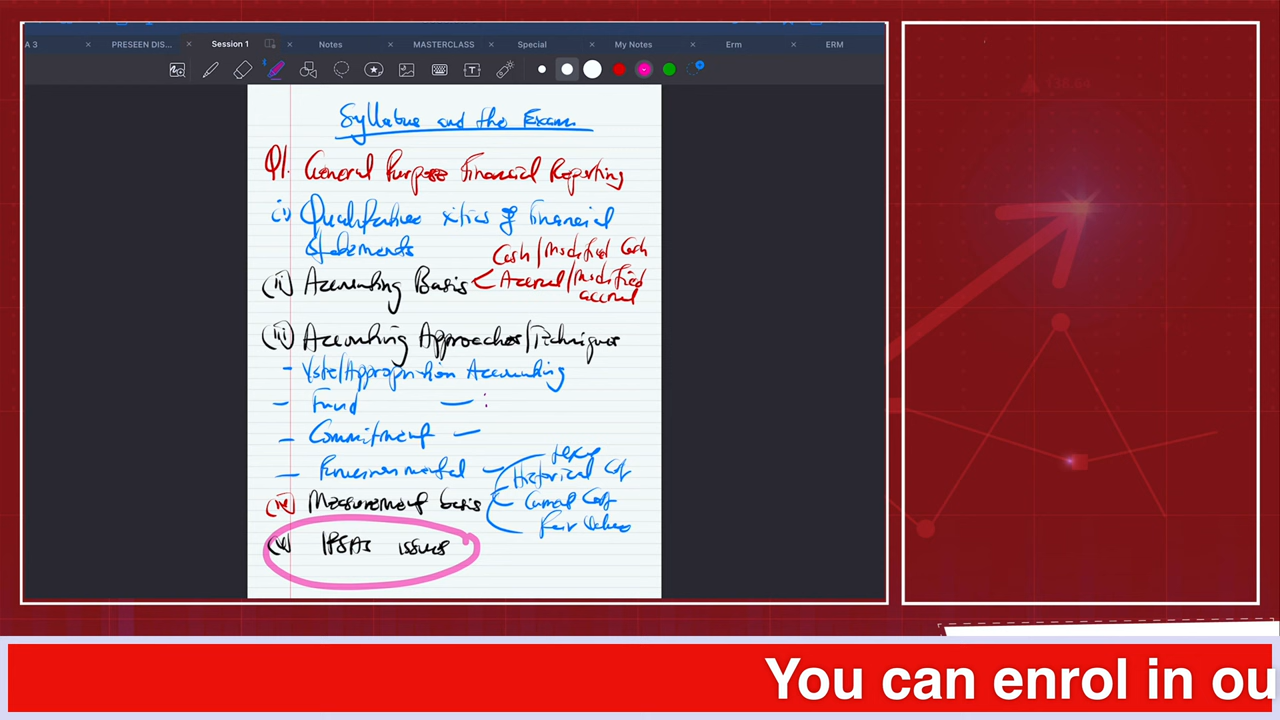 A 3
PRESEEN DIS...
Session 1
Notes
MASTERCLASS
Special
My Notes
Erm
ERM
138.64
Syllabus and the Exam
Q1. General Purpose Financial Reporting
(i) Qualitative xtics of Financial
Statements
Cash/Modified Cash
(ii) Accounting Basis < Accrual/Modified
accrual
(iii) Accounting Approaches/Techniques
- Vote/Appropriation Accounting
- Fund —
- Commitment —
- —
Historical Cost
(iv) Measurement basis
Current Cost
Fair Values
(v) IPSAS issues
You can enrol in ou